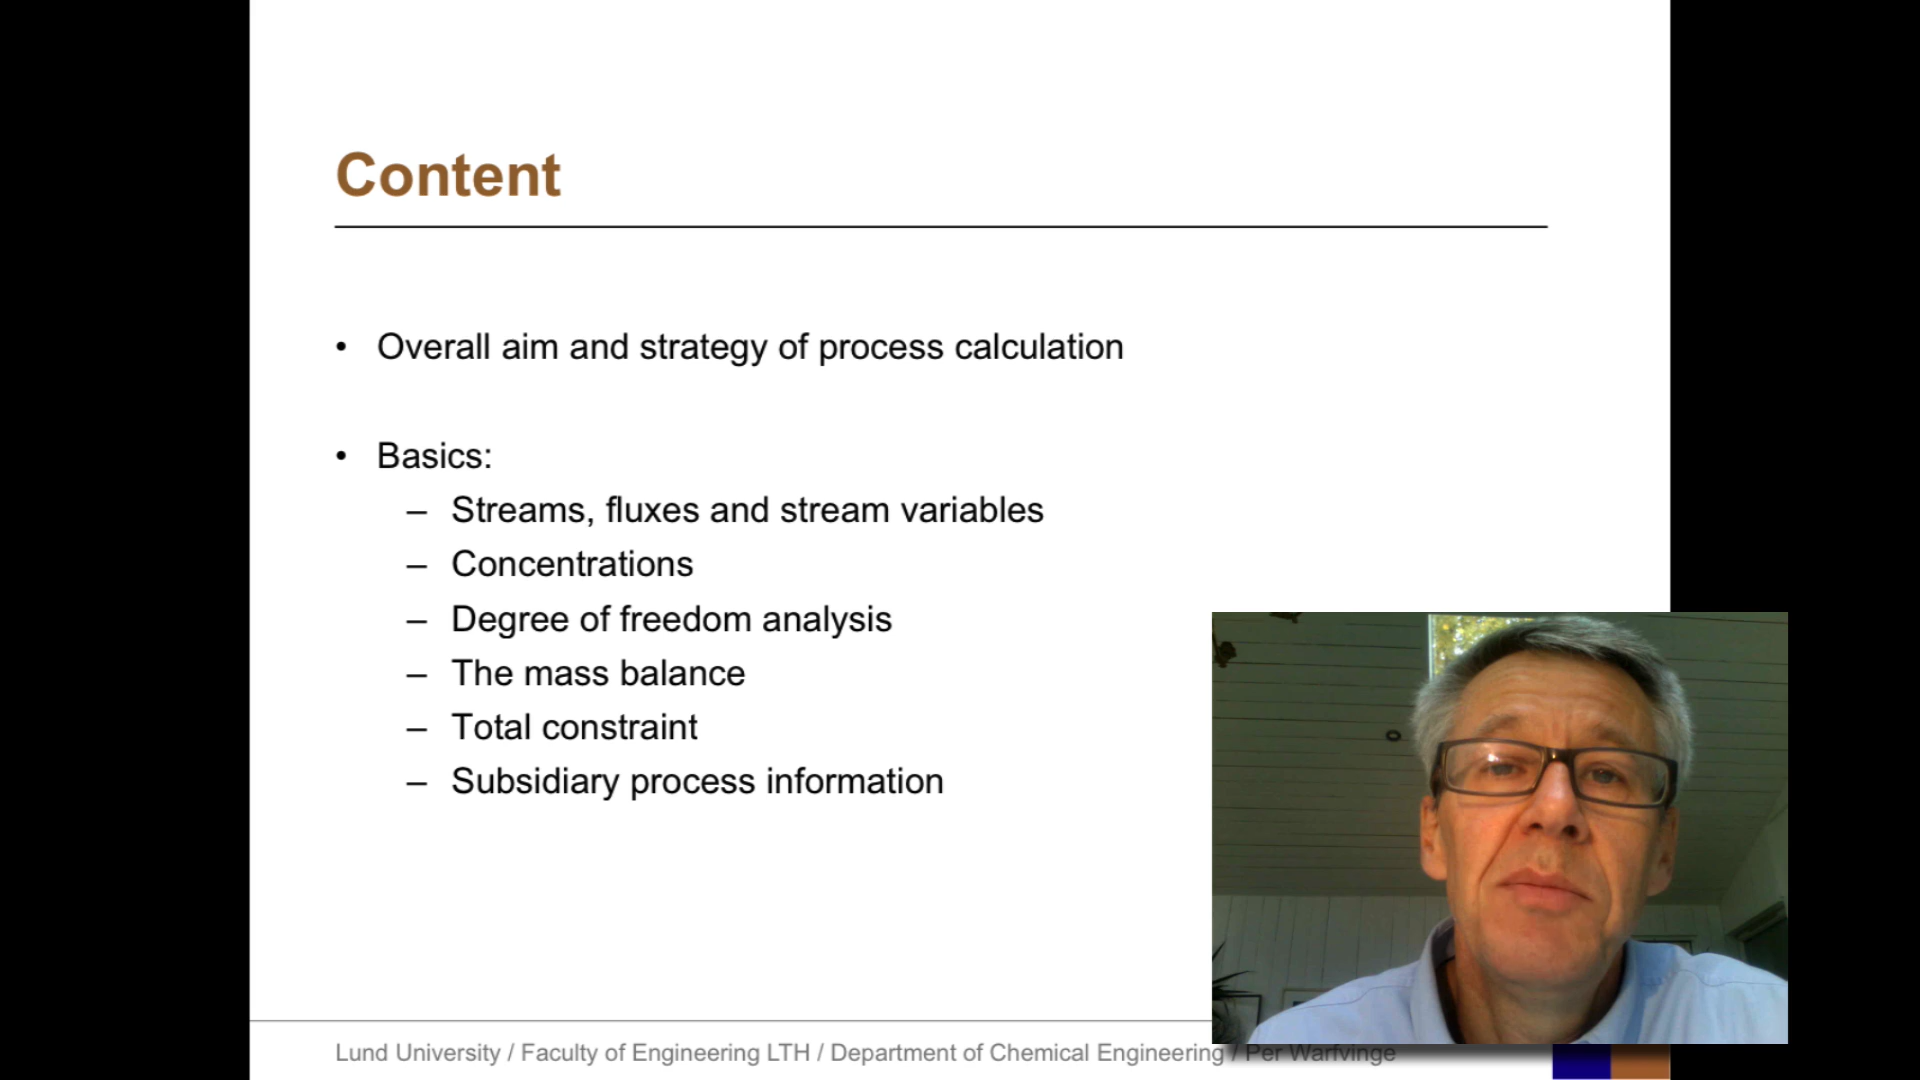 Content
• Overall aim and strategy of process calculation
• Basics:
– Streams, fluxes and stream variables
– Concentrations
– Degree of freedom analysis
– The mass balance
– Total constraint
– Subsidiary process information
Lund University / Faculty of Engineering LTH / Department of Chemical Engineering / Per Warfvinge